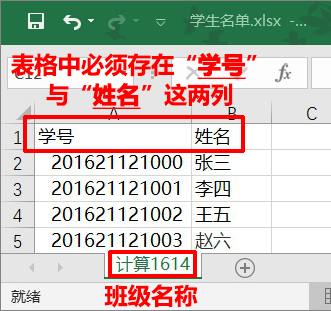 学生名单.xlsx -...
表格中必须存在“学号”
与“姓名”这两列
fx
A B C
1 学号 姓名
2 201621121000 张三
3 201621121001 李四
4 201621121002 王五
5 201621121003 赵六
计算1614
就绪 班级名称